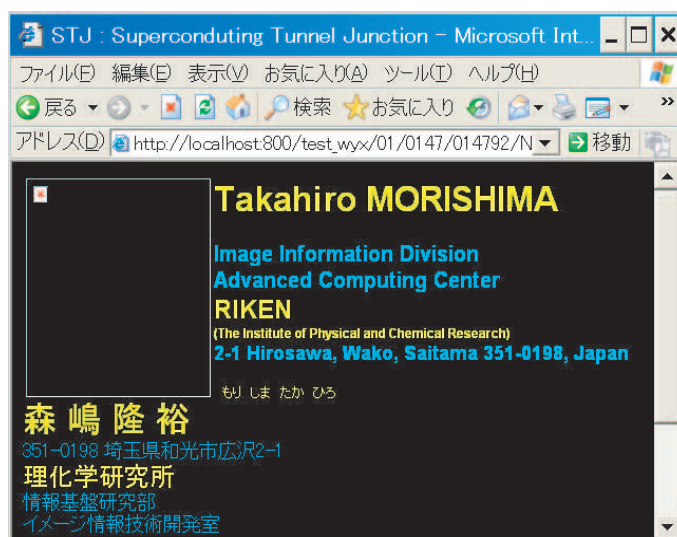 STJ : Superconduting Tunnel Junction - Microsoft Int...
ファイル(F) 編集(E) 表示(V) お気に入り(A) ツール(T) ヘルプ(H)
戻る 検索 お気に入り »
アドレス(D) http://localhost:800/test_wyx/01/0147/014792/N 移動
Takahiro MORISHIMA
Image Information Division
Advanced Computing Center
RIKEN
(The Institute of Physical and Chemical Research)
2-1 Hirosawa, Wako, Saitama 351-0198, Japan
もり しま たか ひろ
森 嶋 隆 裕
351-0198 埼玉県和光市広沢2-1
理化学研究所
情報基盤研究部
イメージ情報技術開発室